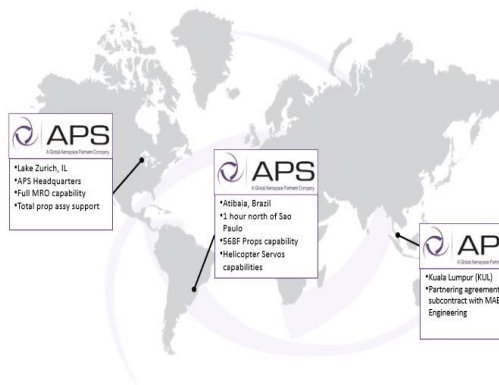 APS
A Global Aerospace Partners Company
•Lake Zurich, IL
•APS Headquarters
•Full MRO capability
•Total prop assy support
APS
A Global Aerospace Partners Company
•Atibaia, Brazil
•1 hour north of Sao
Paulo
•568F Props capability
•Helicopter Servos
capabilities
AP
A Global Aerospace
•Kuala Lumpur (KUL)
•Partnering agreement
subcontract with MAE
Engineering